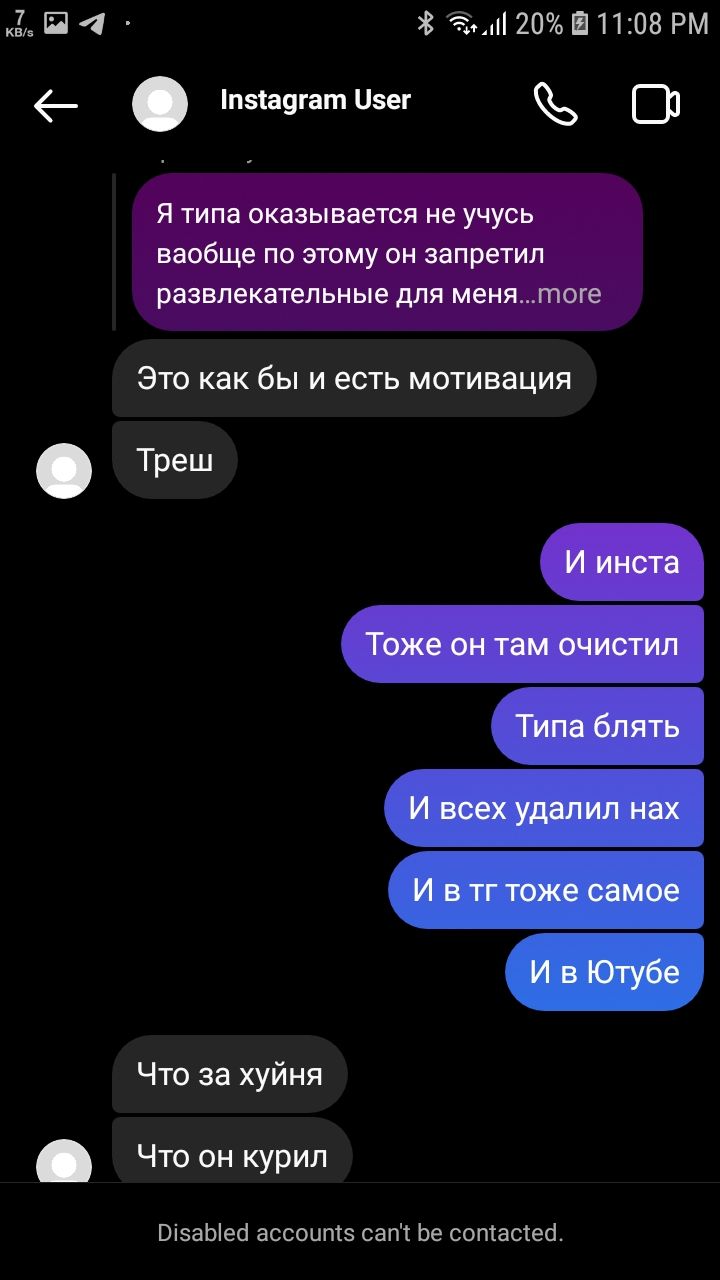 7
KB/s
20%
11:08 PM
Instagram User
Я типа оказывается не учусь
ваобще по этому он запретил
развлекательные для меня…more
Это как бы и есть мотивация
Треш
И инста
Тоже он там очистил
Типа блять
И всех удалил нах
И в тг тоже самое
И в Ютубе
Что за хуйня
Что он курил
Disabled accounts can't be contacted.